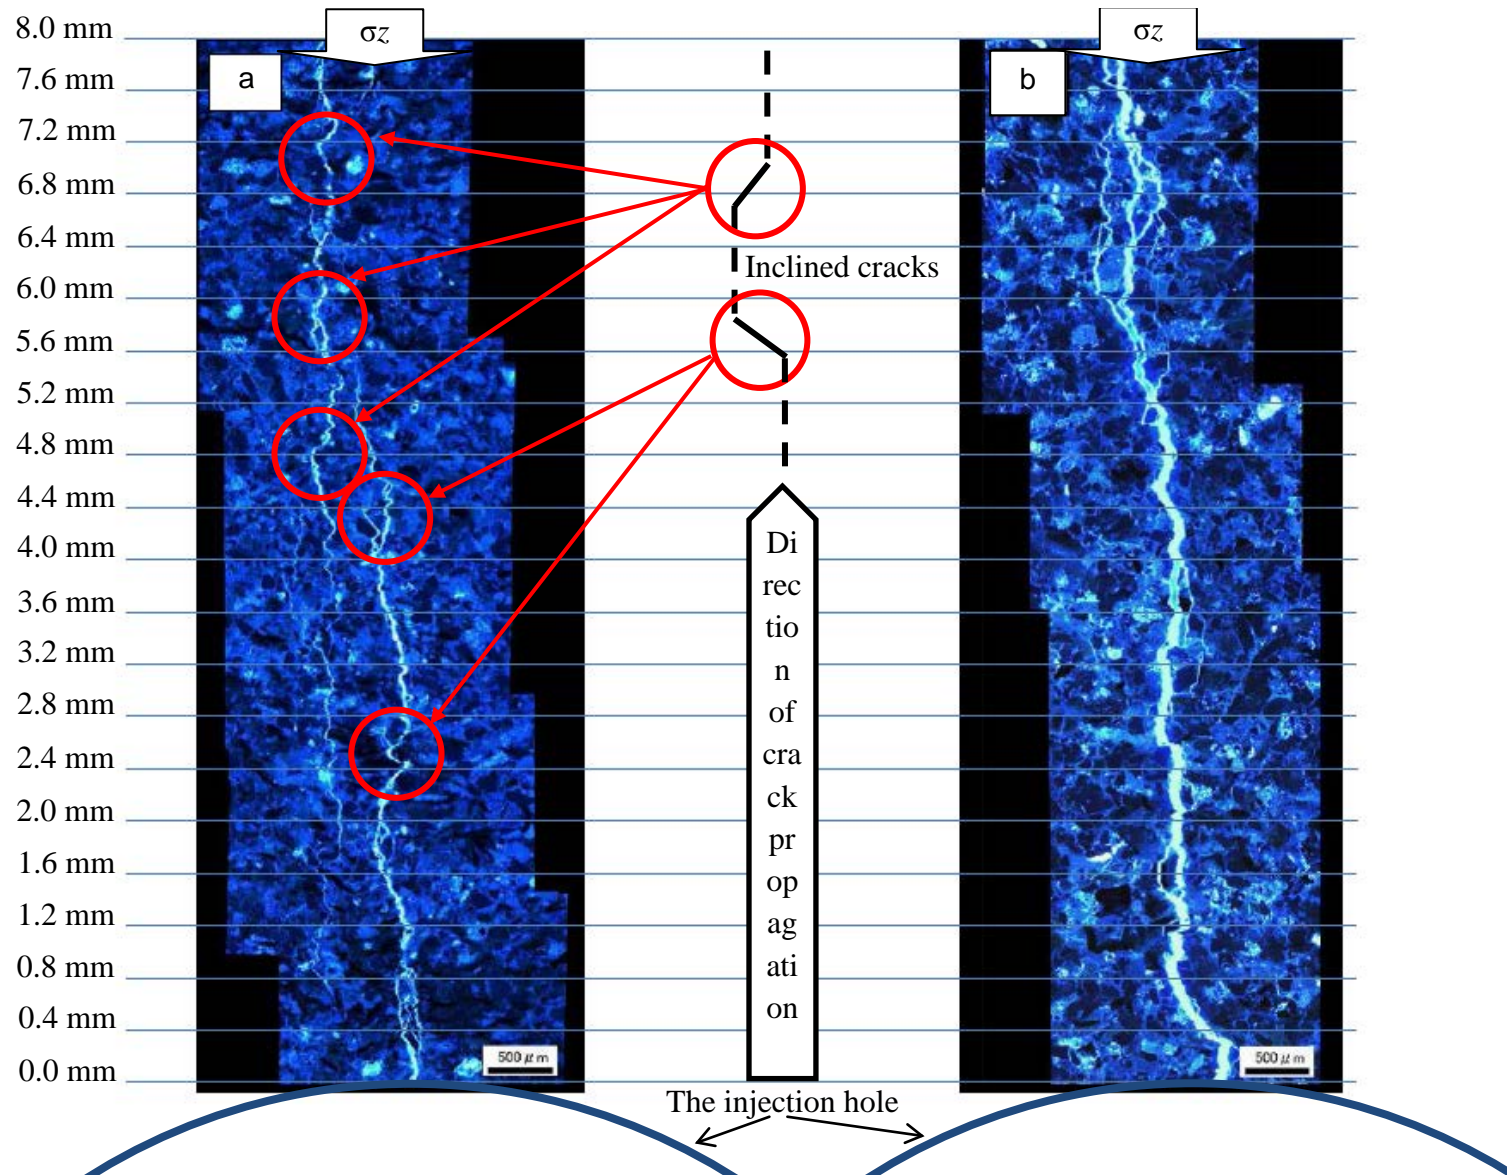 8.0 mm
7.6 mm
7.2 mm
6.8 mm
6.4 mm
6.0 mm
5.6 mm
5.2 mm
4.8 mm
4.4 mm
4.0 mm
3.6 mm
3.2 mm
2.8 mm
2.4 mm
2.0 mm
1.6 mm
1.2 mm
0.8 mm
0.4 mm
0.0 mm
σz
a
500 μm
Inclined cracks
Di
rec
tio
n
of
cra
ck
pr
op
ag
ati
on
The injection hole
σz
b
500 μm